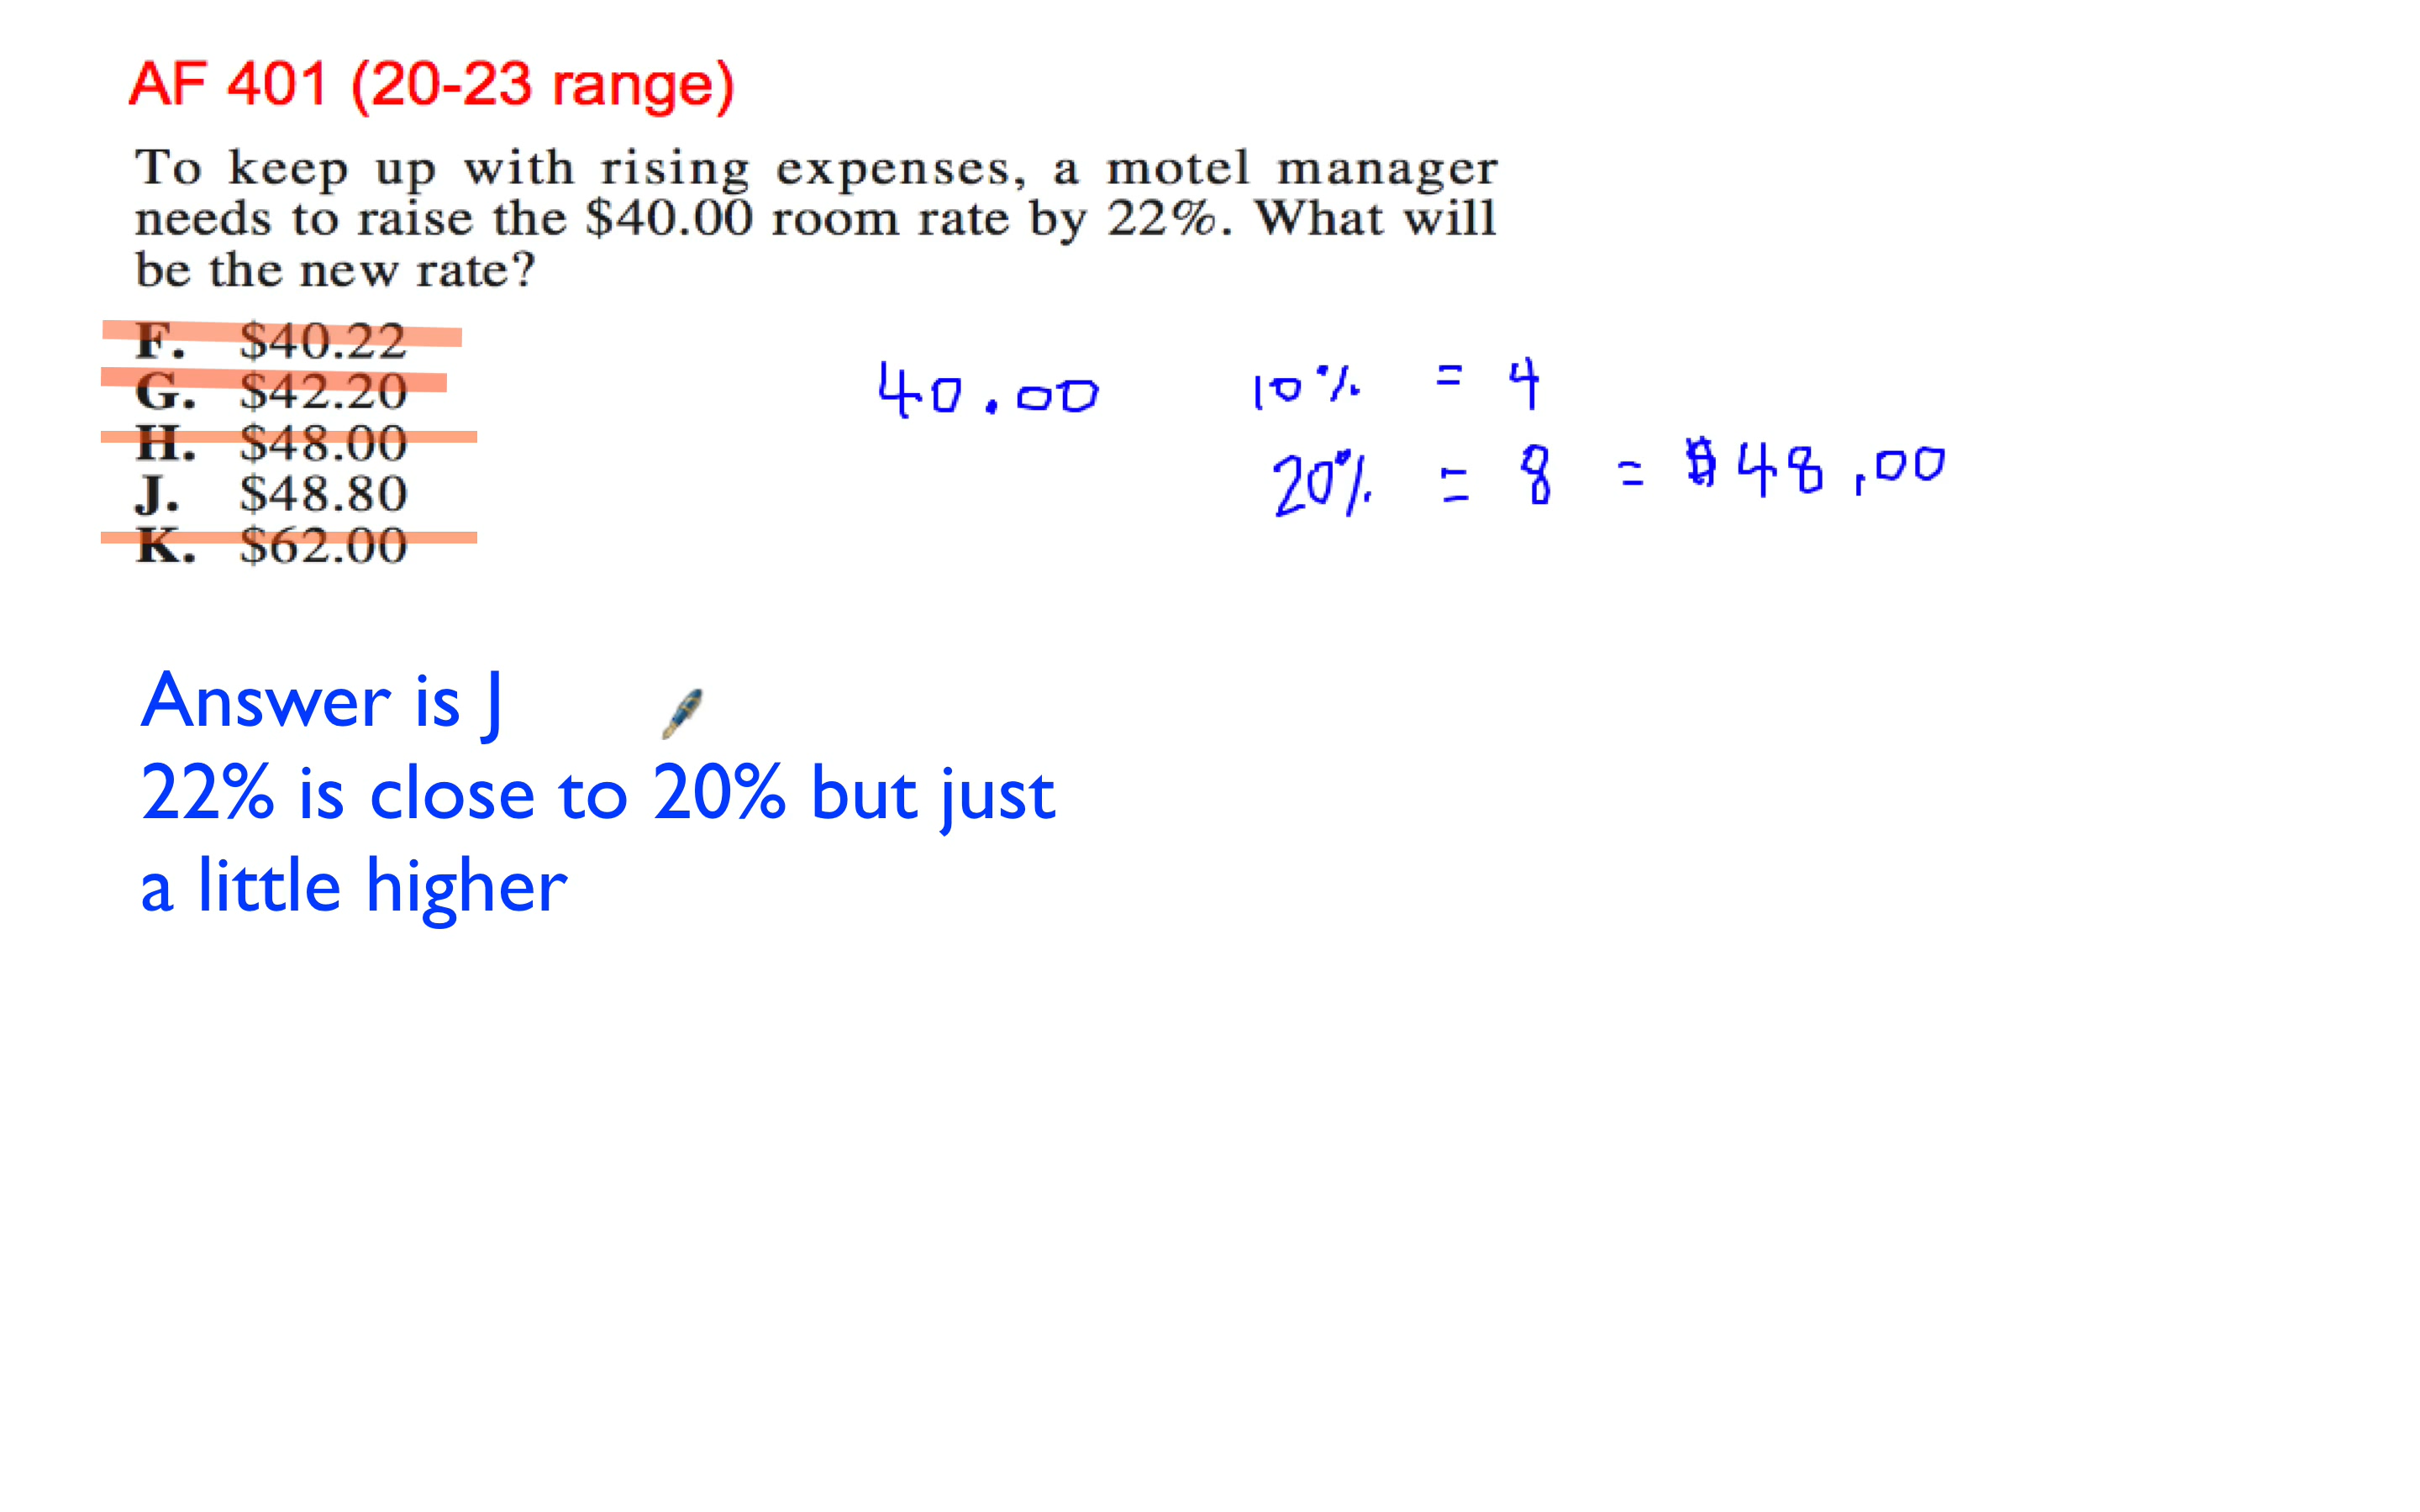 AF 401 (20-23 range)
To keep up with rising expenses, a motel manager
needs to raise the $40.00 room rate by 22%. What will
be the new rate?
F. $40.22
G. $42.20
H. $48.00
J. $48.80
K. $62.00
40.00
10% = 4
20% = 8 = $48.00
Answer is J
22% is close to 20% but just
a little higher